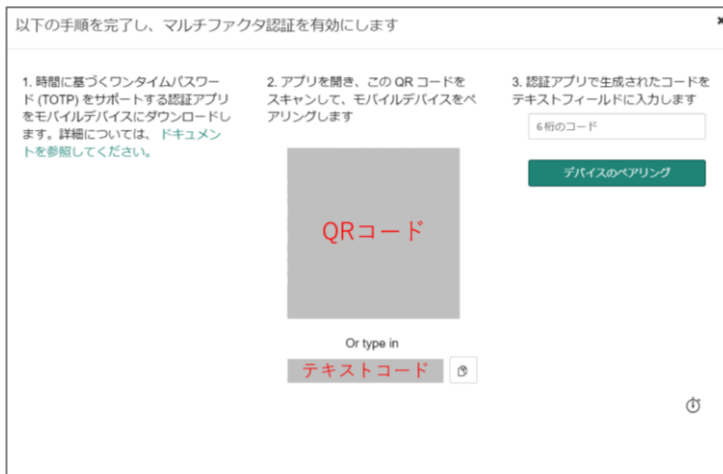 以下の手順を完了し、マルチファクタ認証を有効にします
1. 時間に基づくワンタイムパスワー
ド (TOTP) をサポートする認証アプリ
をモバイルデバイスにダウンロードし
ます。詳細については、 ドキュメン
トを参照してください。
2. アプリを開き、この QR コードを
スキャンして、モバイルデバイスをペ
アリングします
QRコード
Or type in
テキストコード
3. 認証アプリで生成されたコードを
テキストフィールドに入力します
6 桁のコード
デバイスのペアリング